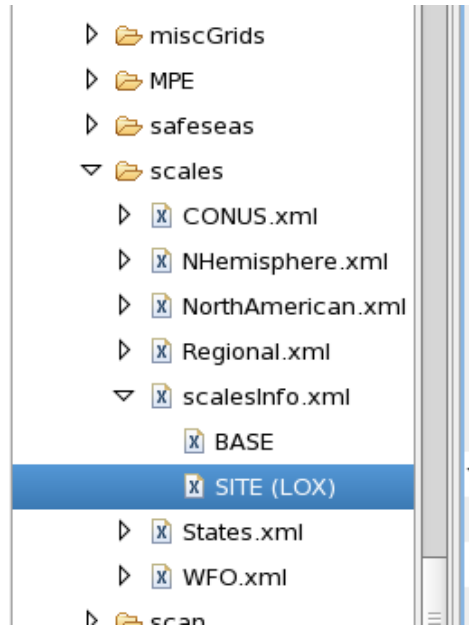 miscGrids
MPE
safeseas
scales
CONUS.xml
NHemisphere.xml
NorthAmerican.xml
Regional.xml
scalesInfo.xml
BASE
SITE (LOX)
States.xml
WFO.xml
scan